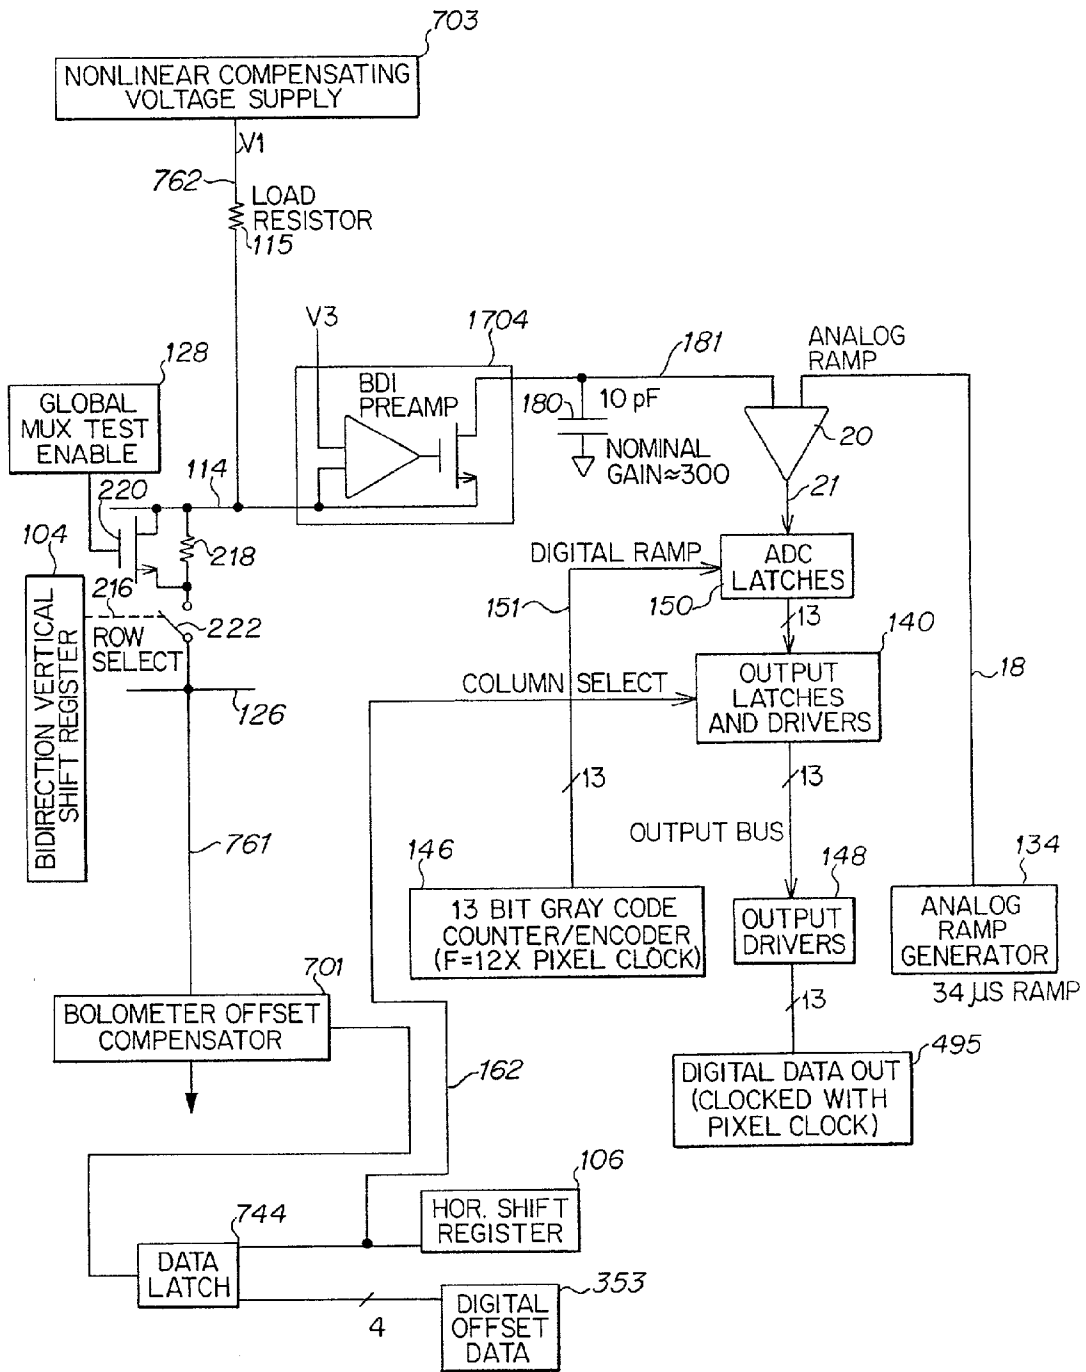 703
NONLINEAR COMPENSATING
VOLTAGE SUPPLY
V1
762
LOAD
RESISTOR
115
V3
1704
BDI
PREAMP
181
ANALOG
RAMP
128
GLOBAL
MUX TEST
ENABLE
180
10 pF
NOMINAL
GAIN≈300
20
21
220
114
218
104
BIDIRECTION VERTICAL
SHIFT REGISTER
216
ROW
SELECT
222
126
DIGITAL RAMP
151
ADC
LATCHES
150
13
140
COLUMN SELECT
OUTPUT
LATCHES
AND DRIVERS
18
13
13
761
OUTPUT BUS
146
13 BIT GRAY CODE
COUNTER/ENCODER
(F=12X PIXEL CLOCK)
148
OUTPUT
DRIVERS
134
ANALOG
RAMP
GENERATOR
34 µS RAMP
13
701
BOLOMETER OFFSET
COMPENSATOR
162
495
DIGITAL DATA OUT
(CLOCKED WITH
PIXEL CLOCK)
106
HOR. SHIFT
REGISTER
744
DATA
LATCH
4
353
DIGITAL
OFFSET
DATA